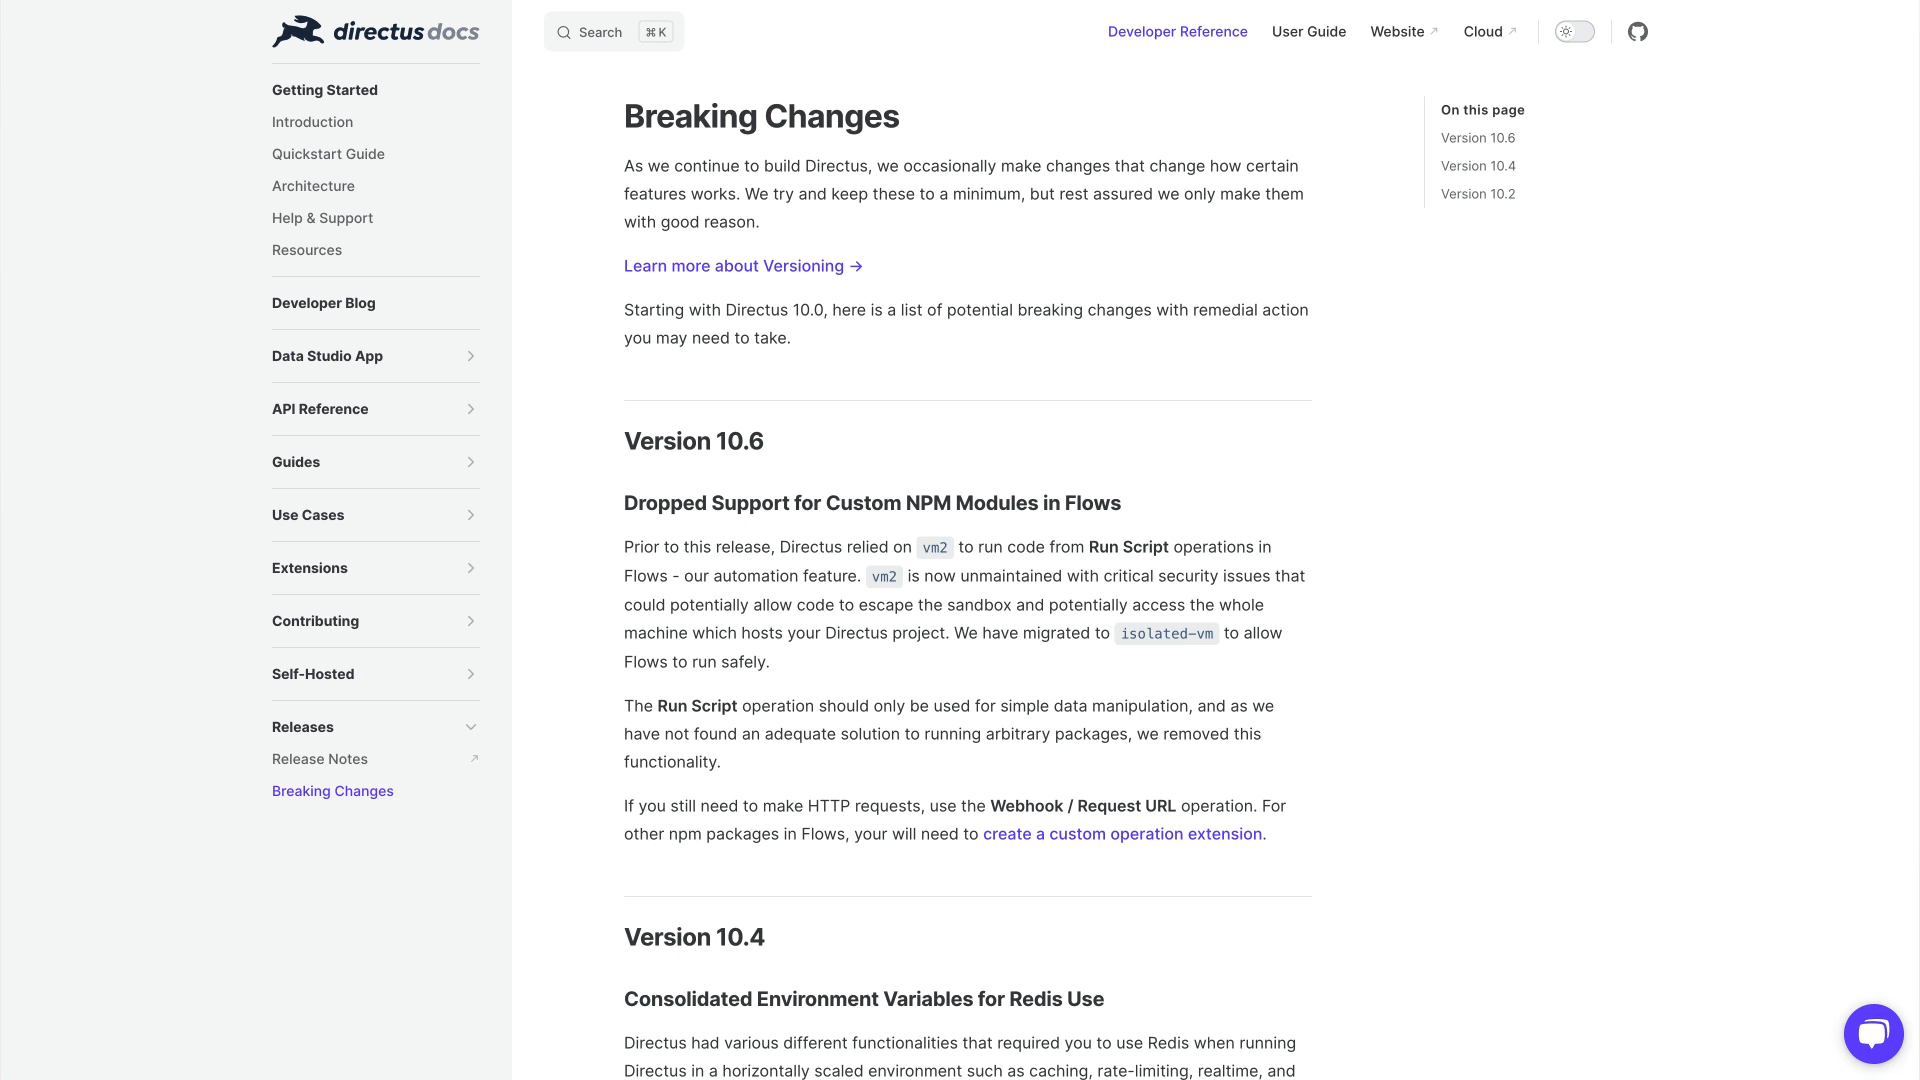 directus docs
Search ⌘ K
Developer Reference
User Guide
Website
Cloud
Getting Started
Introduction
Quickstart Guide
Architecture
Help & Support
Resources
Developer Blog
Data Studio App
API Reference
Guides
Use Cases
Extensions
Contributing
Self-Hosted
Releases
Release Notes
Breaking Changes
Breaking Changes
As we continue to build Directus, we occasionally make changes that change how certain
features works. We try and keep these to a minimum, but rest assured we only make them
with good reason.
Learn more about Versioning →
Starting with Directus 10.0, here is a list of potential breaking changes with remedial action
you may need to take.
Version 10.6
Dropped Support for Custom NPM Modules in Flows
Prior to this release, Directus relied on vm2 to run code from Run Script operations in
Flows - our automation feature. vm2 is now unmaintained with critical security issues that
could potentially allow code to escape the sandbox and potentially access the whole
machine which hosts your Directus project. We have migrated to isolated-vm to allow
Flows to run safely.
The Run Script operation should only be used for simple data manipulation, and as we
have not found an adequate solution to running arbitrary packages, we removed this
functionality.
If you still need to make HTTP requests, use the Webhook / Request URL operation. For
other npm packages in Flows, your will need to create a custom operation extension.
Version 10.4
Consolidated Environment Variables for Redis Use
Directus had various different functionalities that required you to use Redis when running
Directus in a horizontally scaled environment such as caching, rate-limiting, realtime, and
On this page
Version 10.6
Version 10.4
Version 10.2